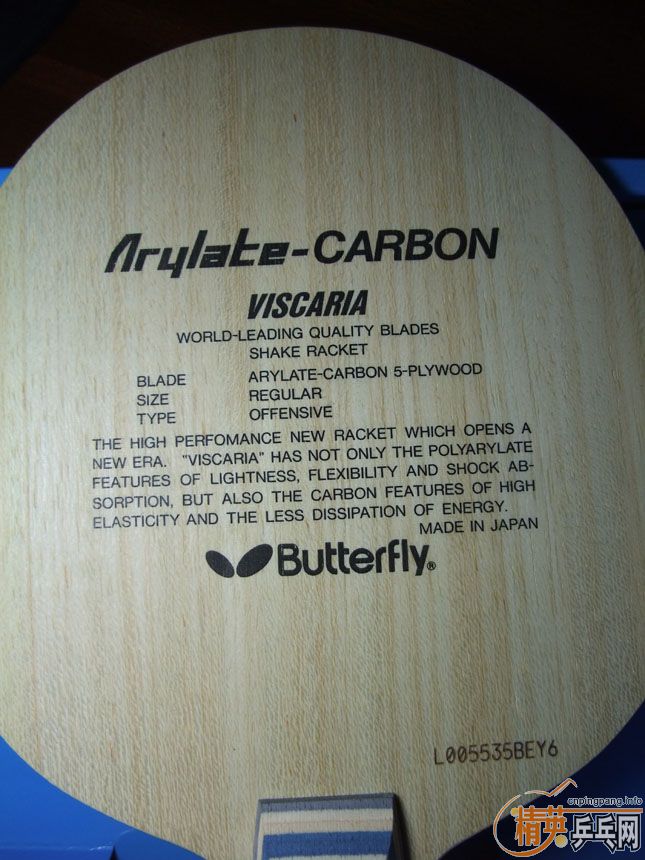 Arylate-CARBON
VISCARIA
WORLD-LEADING QUALITY BLADES
SHAKE RACKET
BLADE ARYLATE-CARBON 5-PLYWOOD
SIZE REGULAR
TYPE OFFENSIVE
THE HIGH PERFOMANCE NEW RACKET WHICH OPENS A
NEW ERA. "VISCARIA" HAS NOT ONLY THE POLYARYLATE
FEATURES OF LIGHTNESS, FLEXIBILITY AND SHOCK AB-
SORPTION, BUT ALSO THE CARBON FEATURES OF HIGH
ELASTICITY AND THE LESS DISSIPATION OF ENERGY.
MADE IN JAPAN
Butterfly®
L005535BEY6
cnpingpang.info
精英乒乓网